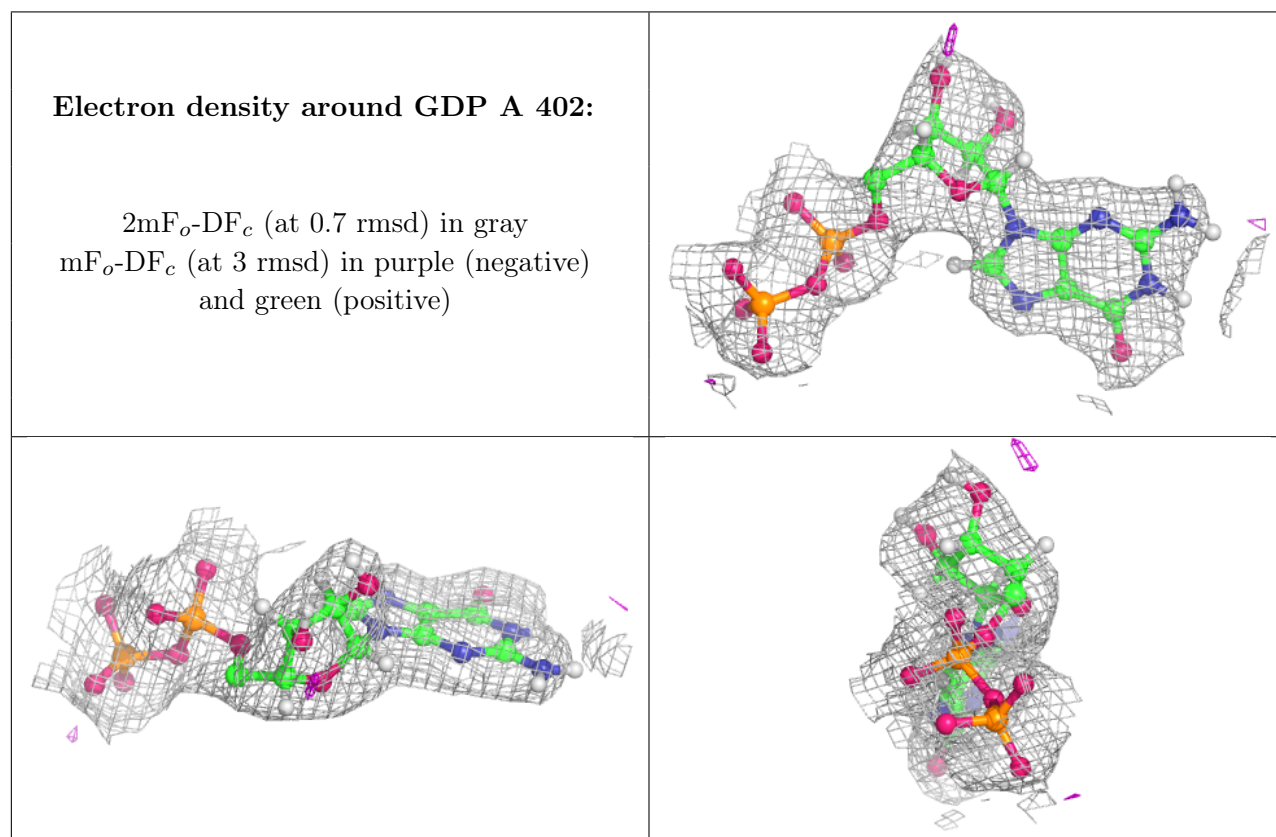 Electron density around GDP A 402:
2mFo-DFc (at 0.7 rmsd) in gray
mFo-DFc (at 3 rmsd) in purple (negative)
and green (positive)